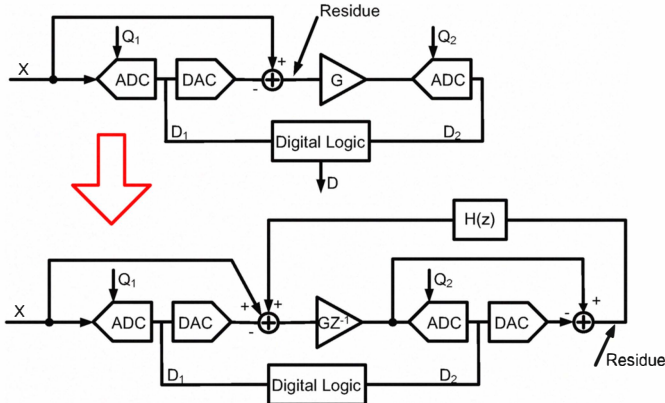 Residue
Q1
Q2
X
ADC
DAC
-
+
G
ADC
D1
Digital Logic
D2
D
H(z)
Q1
Q2
X
ADC
DAC
+
-
+
GZ-1
ADC
DAC
-
+
Residue
D1
Digital Logic
D2